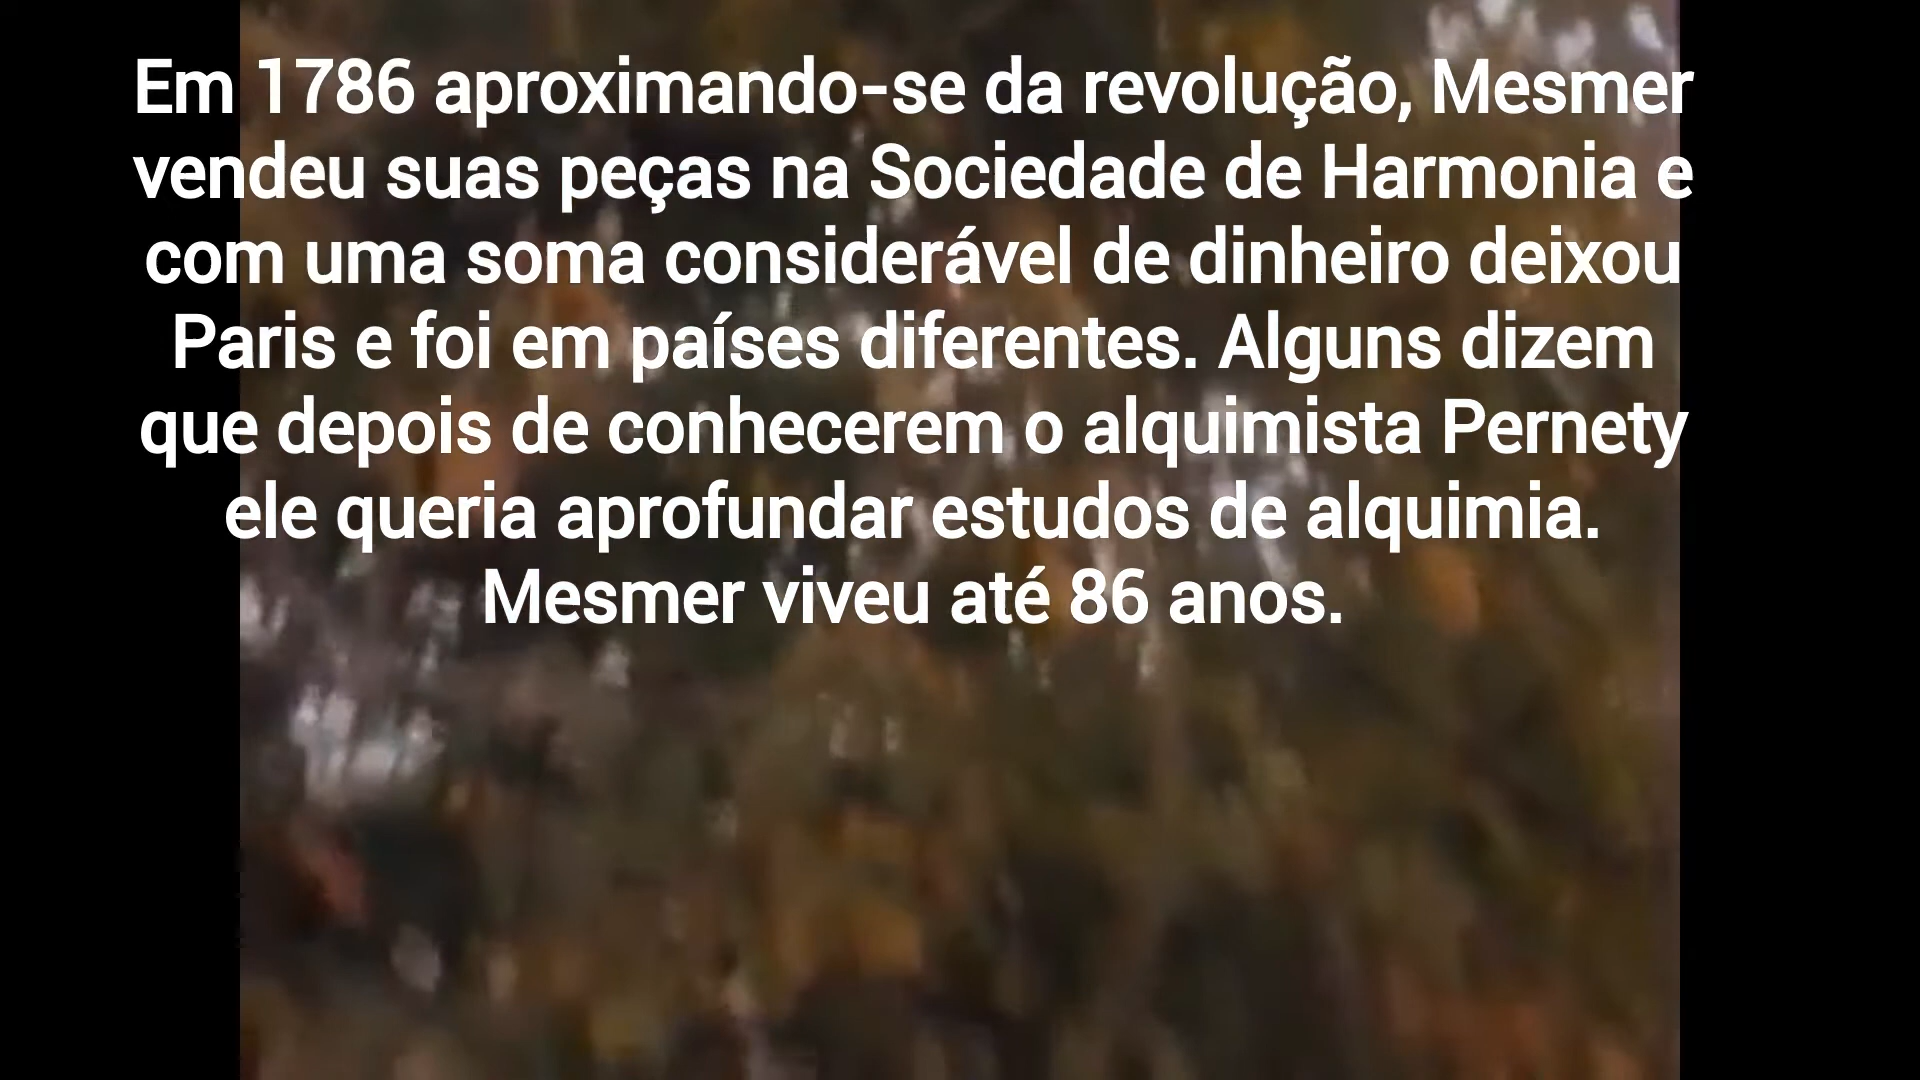 Em 1786 aproximando-se da revolução, Mesmer
vendeu suas peças na Sociedade de Harmonia e
com uma soma considerável de dinheiro deixou
Paris e foi em países diferentes. Alguns dizem
que depois de conhecerem o alquimista Pernety
ele queria aprofundar estudos de alquimia.
Mesmer viveu até 86 anos.